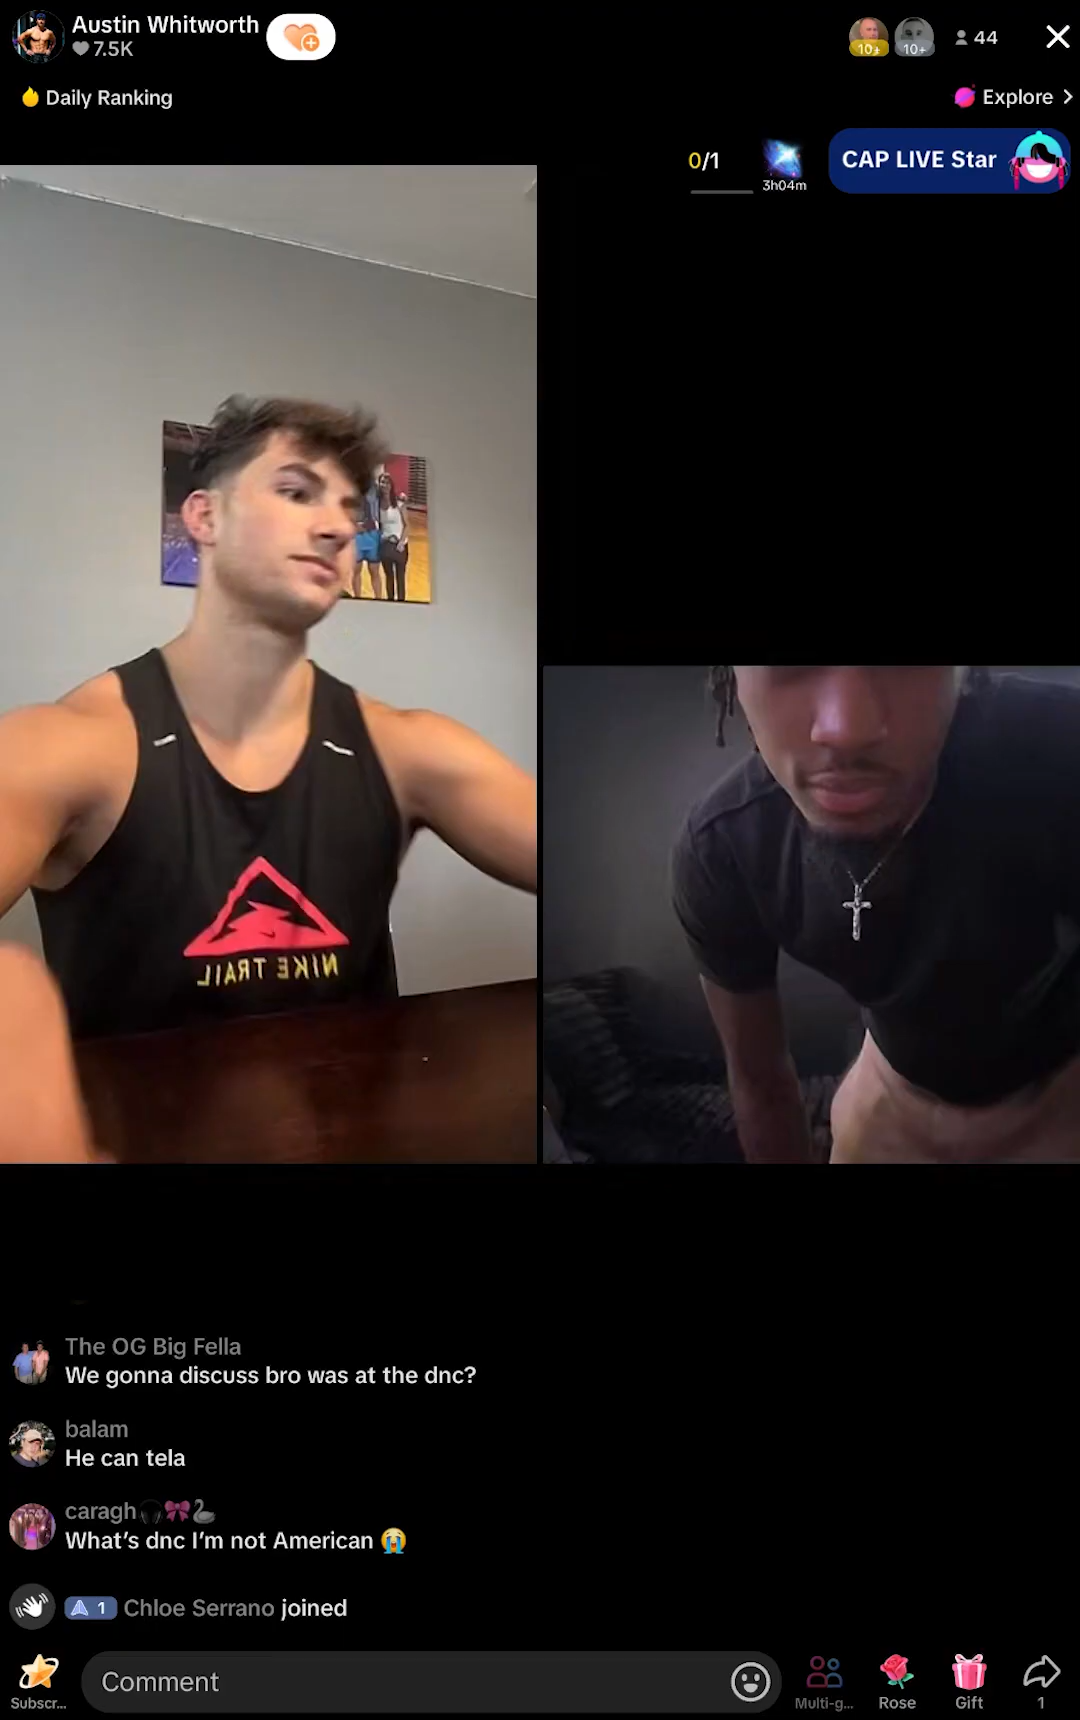 Austin Whitworth
7.5K
10+
10+
44
Daily Ranking
Explore >
0/1
3h04m
CAP LIVE Star
NIKE TRAIL
The OG Big Fella
We gonna discuss bro was at the dnc?
balam
He can tela
caragh🎧🎀🦢
What's dnc I'm not American 😭
1 Chloe Serrano joined
Subscr...
Comment
Multi-g...
Rose
Gift
1